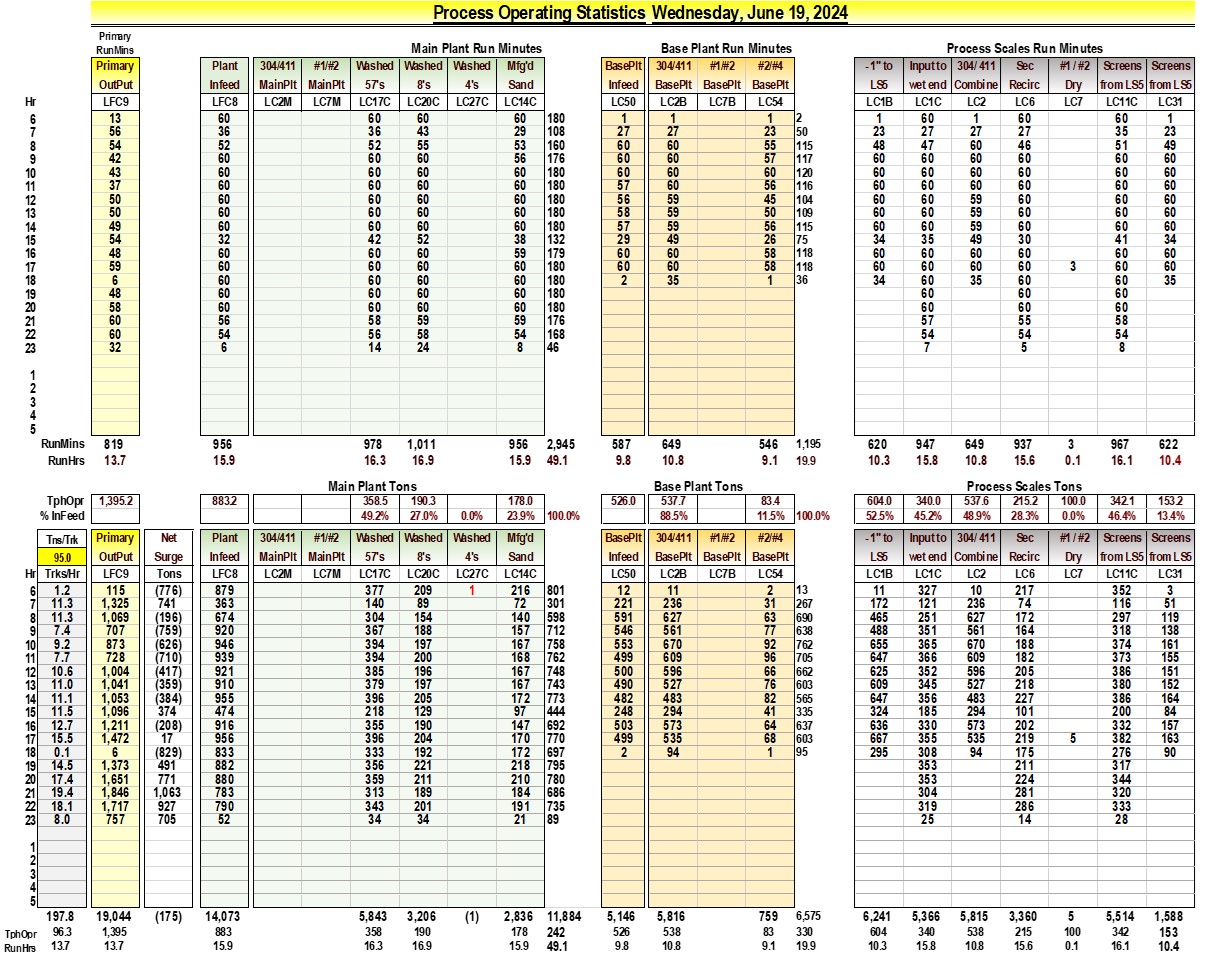 Process Operating Statistics Wednesday, June 19, 2024
Primary
RunMins Main Plant Run Minutes Base Plant Run Minutes Process Scales Run Minutes
Primary Plant 304/411 #1/#2 Washed Washed Washed Mfg'd BasePlt 304/411 #1/#2 #2/#4 -1" to Input to 304/ 411 Sec #1 / #2 Screens Screens
OutPut Infeed MainPlt MainPlt 57's 8's 4's Sand Infeed BasePlt BasePlt BasePlt LS5 wet end Combine Recirc Dry from LS5 from LS5
Hr LFC9 LFC8 LC2M LC7M LC17C LC20C LC27C LC14C LC50 LC2B LC7B LC54 LC1B LC1C LC2 LC6 LC7 LC11C LC31
6 13 60 60 60 60 180 1 1 1 2 1 60 1 60 60 1
7 56 36 36 43 29 108 27 27 23 50 23 27 27 27 35 23
8 54 52 52 55 53 160 60 60 55 115 48 47 60 46 51 49
9 42 60 60 60 56 176 60 60 57 117 60 60 60 60 60 60
10 43 60 60 60 60 180 60 60 60 120 60 60 60 60 60 60
11 37 60 60 60 60 180 57 60 56 116 60 60 60 60 60 60
12 50 60 60 60 60 180 56 59 45 104 60 60 59 60 60 60
13 50 60 60 60 60 180 58 59 50 109 60 60 59 60 60 60
14 49 60 60 60 60 180 57 59 56 115 60 60 59 60 60 60
15 54 32 42 52 38 132 29 49 26 75 34 35 49 30 41 34
16 48 60 60 60 59 179 60 60 58 118 60 60 60 60 60 60
17 59 60 60 60 60 180 60 60 58 118 60 60 60 60 3 60 60
18 6 60 60 60 60 180 2 35 1 36 34 60 35 60 60 35
19 48 60 60 60 60 180 60 60 60
20 58 60 60 60 60 180 60 60 60
21 60 56 58 59 59 176 57 55 58
22 60 54 56 58 54 168 54 54 54
23 32 6 14 24 8 46 7 5 8
1
2
3
4
5
RunMins 819 956 978 1,011 956 2,945 587 649 546 1,195 620 947 649 937 3 967 622
RunHrs 13.7 15.9 16.3 16.9 15.9 49.1 9.8 10.8 9.1 19.9 10.3 15.8 10.8 15.6 0.1 16.1 10.4
Main Plant Tons Base Plant Tons Process Scales Tons
TphOpr 1,395.2 883.2 358.5 190.3 178.0 526.0 537.7 83.4 604.0 340.0 537.6 215.2 100.0 342.1 153.2
% InFeed 49.2% 27.0% 0.0% 23.9% 100.0% 88.5% 11.5% 100.0% 52.5% 45.2% 48.9% 28.3% 0.0% 46.4% 13.4%
Tns/Trk Primary Net Plant 304/411 #1/#2 Washed Washed Washed Mfg'd BasePlt 304/411 #1/#2 #2/#4 -1" to Input to 304/ 411 Sec #1 / #2 Screens Screens
95.0 OutPut Surge Infeed MainPlt MainPlt 57's 8's 4's Sand Infeed BasePlt BasePlt BasePlt LS5 wet end Combine Recirc Dry from LS5 from LS5
Hr Trks/Hr LFC9 Tons LFC8 LC2M LC7M LC17C LC20C LC27C LC14C LC50 LC2B LC7B LC54 LC1B LC1C LC2 LC6 LC7 LC11C LC31
6 1.2 115 (776) 879 377 209 1 216 801 12 11 2 13 11 327 10 217 352 3
7 11.3 1,325 741 363 140 89 72 301 221 236 31 267 172 121 236 74 116 51
8 11.3 1,069 (196) 674 304 154 140 598 591 627 63 690 465 251 627 172 297 119
9 7.4 707 (759) 920 367 188 157 712 546 561 77 638 488 351 561 164 318 138
10 9.2 873 (626) 946 394 197 167 758 553 670 92 762 655 365 670 188 374 161
11 7.7 728 (710) 939 394 200 168 762 499 609 96 705 647 366 609 182 373 155
12 10.6 1,004 (417) 921 385 196 167 748 500 596 66 662 625 352 596 205 386 151
13 11.0 1,041 (359) 910 379 197 167 743 490 527 76 603 609 345 527 218 380 152
14 11.1 1,053 (384) 955 396 205 172 773 482 483 82 565 647 356 483 227 386 164
15 11.5 1,096 374 474 218 129 97 444 248 294 41 335 324 185 294 101 200 84
16 12.7 1,211 (208) 916 355 190 147 692 503 573 64 637 636 330 573 202 332 157
17 15.5 1,472 17 956 396 204 170 770 499 535 68 603 667 355 535 219 5 382 163
18 0.1 6 (829) 833 333 192 172 697 2 94 1 95 295 308 94 175 276 90
19 14.5 1,373 491 882 356 221 218 795 353 211 317
20 17.4 1,651 771 880 359 211 210 780 353 224 344
21 19.4 1,846 1,063 783 313 189 184 686 304 281 320
22 18.1 1,717 927 790 343 201 191 735 319 286 333
23 8.0 757 705 52 34 34 21 89 25 14 28
1
2
3
4
5
197.8 19,044 (175) 14,073 5,843 3,206 (1) 2,836 11,884 5,146 5,816 759 6,575 6,241 5,366 5,815 3,360 5 5,514 1,588
TphOpr 96.3 1,395 883 358 190 178 242 526 538 83 330 604 340 538 215 100 342 153
RunHrs 13.7 13.7 15.9 16.3 16.9 15.9 49.1 9.8 10.8 9.1 19.9 10.3 15.8 10.8 15.6 0.1 16.1 10.4